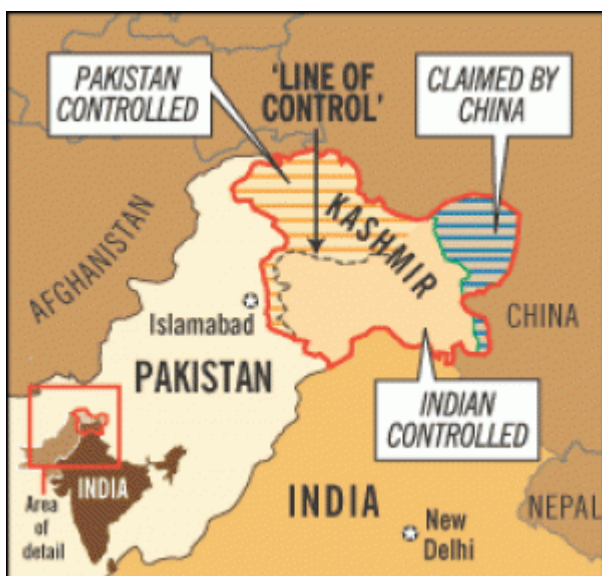 PAKISTAN
CONTROLLED
'LINE OF
CONTROL'
CLAIMED BY
CHINA
KASHMIR
AFGHANISTAN
Islamabad
CHINA
PAKISTAN
INDIAN
CONTROLLED
INDIA
Area
of
detail
INDIA
New
Delhi
NEPAL